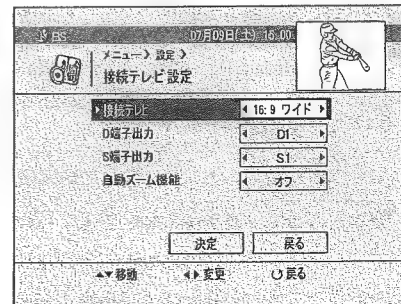 BS 07月09日(土) 16:00
メニュー > 設定 >
接続テレビ設定
接続テレビ ◀ 16:9 ワイド ▶
D端子出力 ◀ D1 ▶
S端子出力 ◀ S1 ▶
自動ズーム機能 ◀ オフ ▶
決定 戻る
▲▼移動 ◀▶変更 ↺戻る